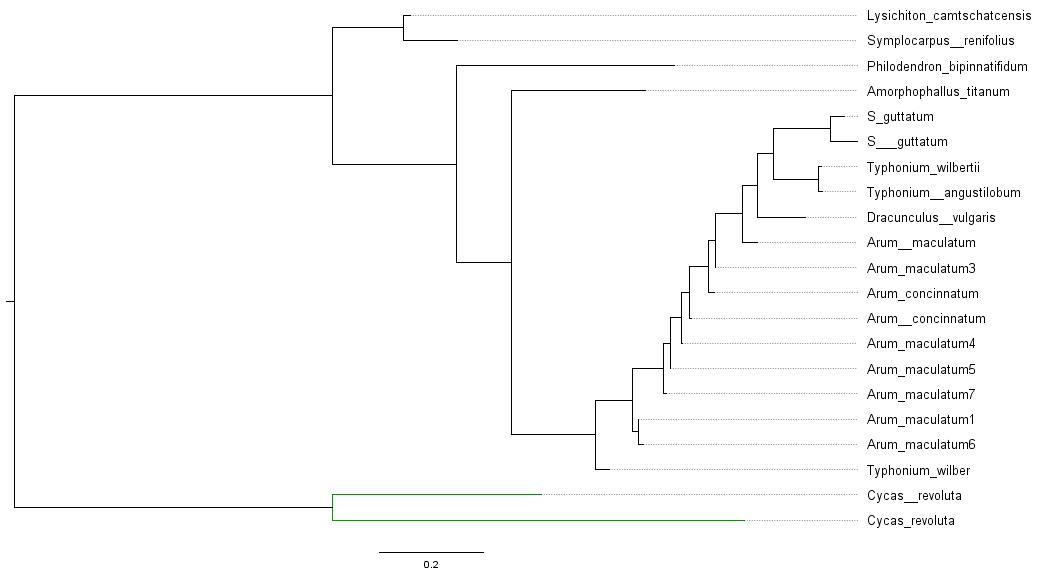 Lysichiton_camtschatcensis
Symplocarpus__renifolius
Philodendron_bipinnatifidum
Amorphophallus_titanum
S_guttatum
S___guttatum
Typhonium_wilbertii
Typhonium__angustilobum
Dracunculus__vulgaris
Arum__maculatum
Arum_maculatum3
Arum_concinnatum
Arum__concinnatum
Arum_maculatum4
Arum_maculatum5
Arum_maculatum7
Arum_maculatum1
Arum_maculatum6
Typhonium_wilber
Cycas__revoluta
Cycas_revoluta
0.2